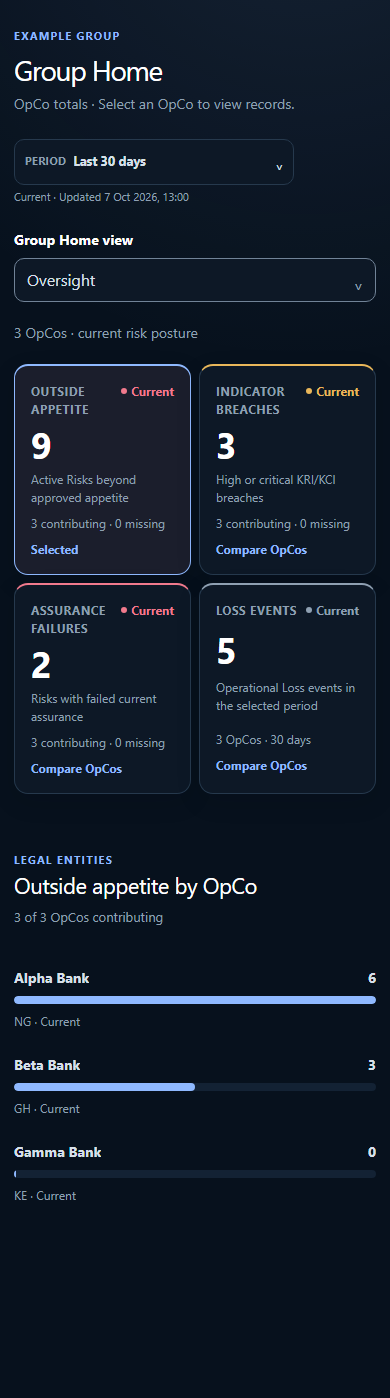 EXAMPLE GROUP
Group Home
OpCo totals · Select an OpCo to view records.
PERIOD Last 30 days v
Current · Updated 7 Oct 2026, 13:00
Group Home view
Oversight v
3 OpCos · current risk posture
OUTSIDE APPETITE
Current
9
Active Risks beyond
approved appetite
3 contributing · 0 missing
Selected
INDICATOR BREACHES
Current
3
High or critical KRI/KCI
breaches
3 contributing · 0 missing
Compare OpCos
ASSURANCE FAILURES
Current
2
Risks with failed current
assurance
3 contributing · 0 missing
Compare OpCos
LOSS EVENTS
Current
5
Operational Loss events in
the selected period
3 OpCos · 30 days
Compare OpCos
LEGAL ENTITIES
Outside appetite by OpCo
3 of 3 OpCos contributing
Alpha Bank 6
NG · Current
Beta Bank 3
GH · Current
Gamma Bank 0
KE · Current